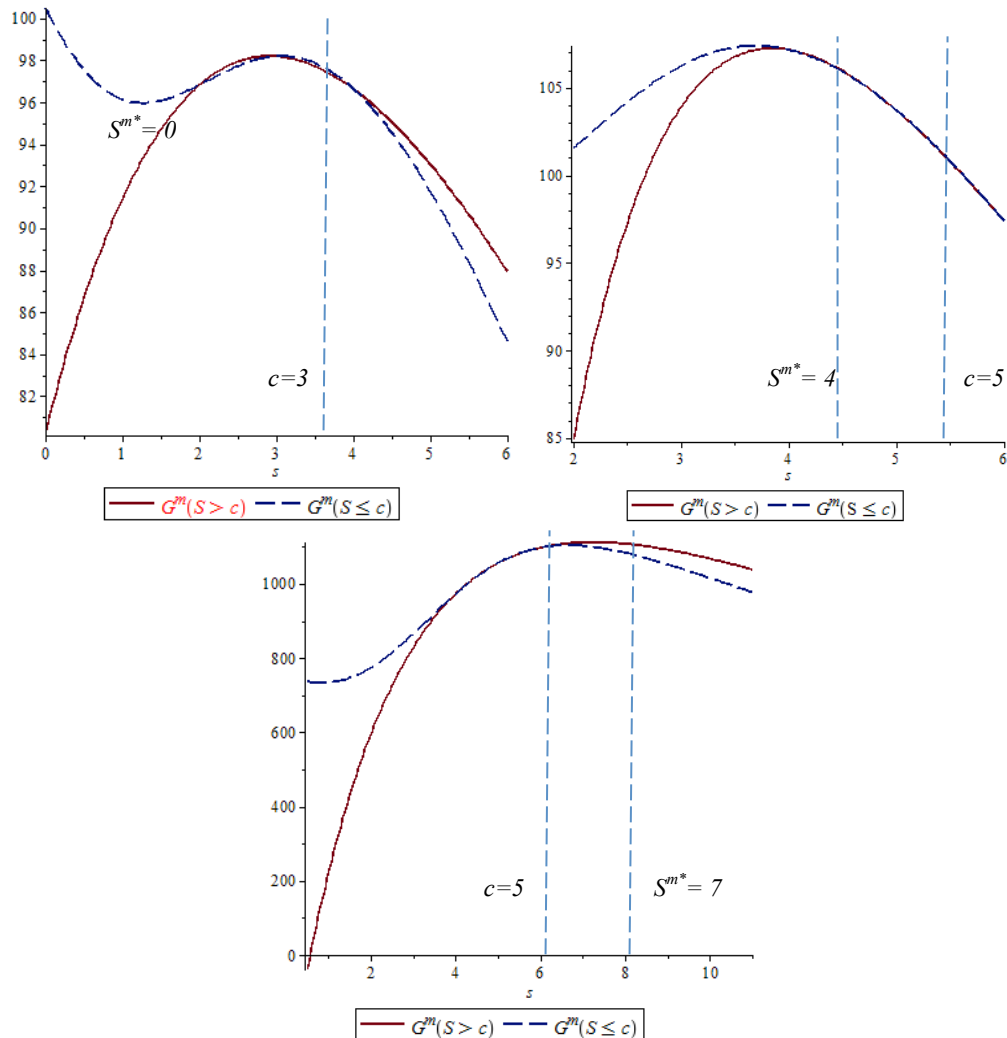 100
98
96
94
92
90
88
86
84
82
S^m* = 0
c=3
0 1 2 3 4 5 6
s
G^m(S > c) G^m(S ≤ c)
105
100
95
90
85
S^m* = 4
c=5
2 3 4 5 6
s
G^m(S > c) G^m(S ≤ c)
1000
800
600
400
200
0
c=5
S^m* = 7
2 4 6 8 10
s
G^m(S > c) G^m(S ≤ c)